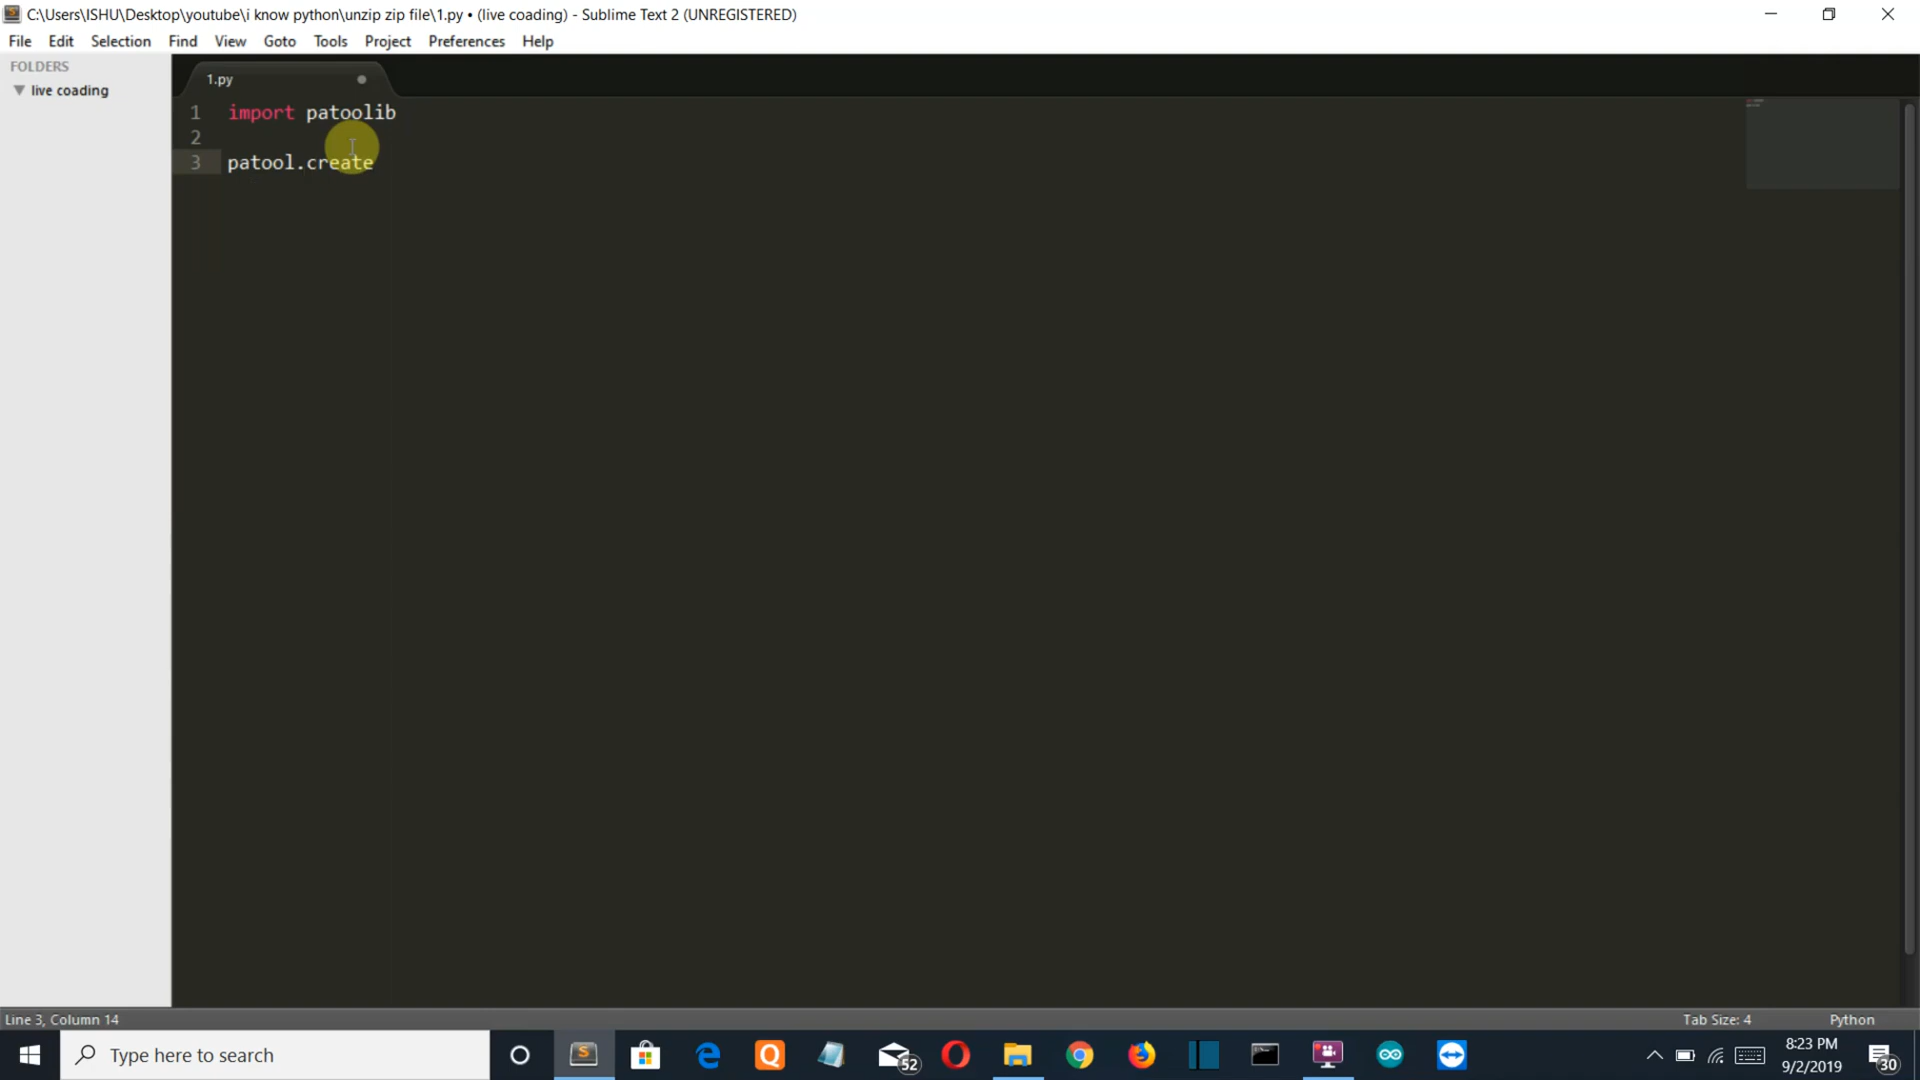 C:\Users\ISHU\Desktop\youtube\i know python\unzip zip file\1.py • (live coading) - Sublime Text 2 (UNREGISTERED)
File Edit Selection Find View Goto Tools Project Preferences Help
FOLDERS
live coading
1.py
1 import patoolib
2
3 patool.create
Line 3, Column 14
Tab Size: 4
Python
Type here to search
52
8:23 PM
9/2/2019
30